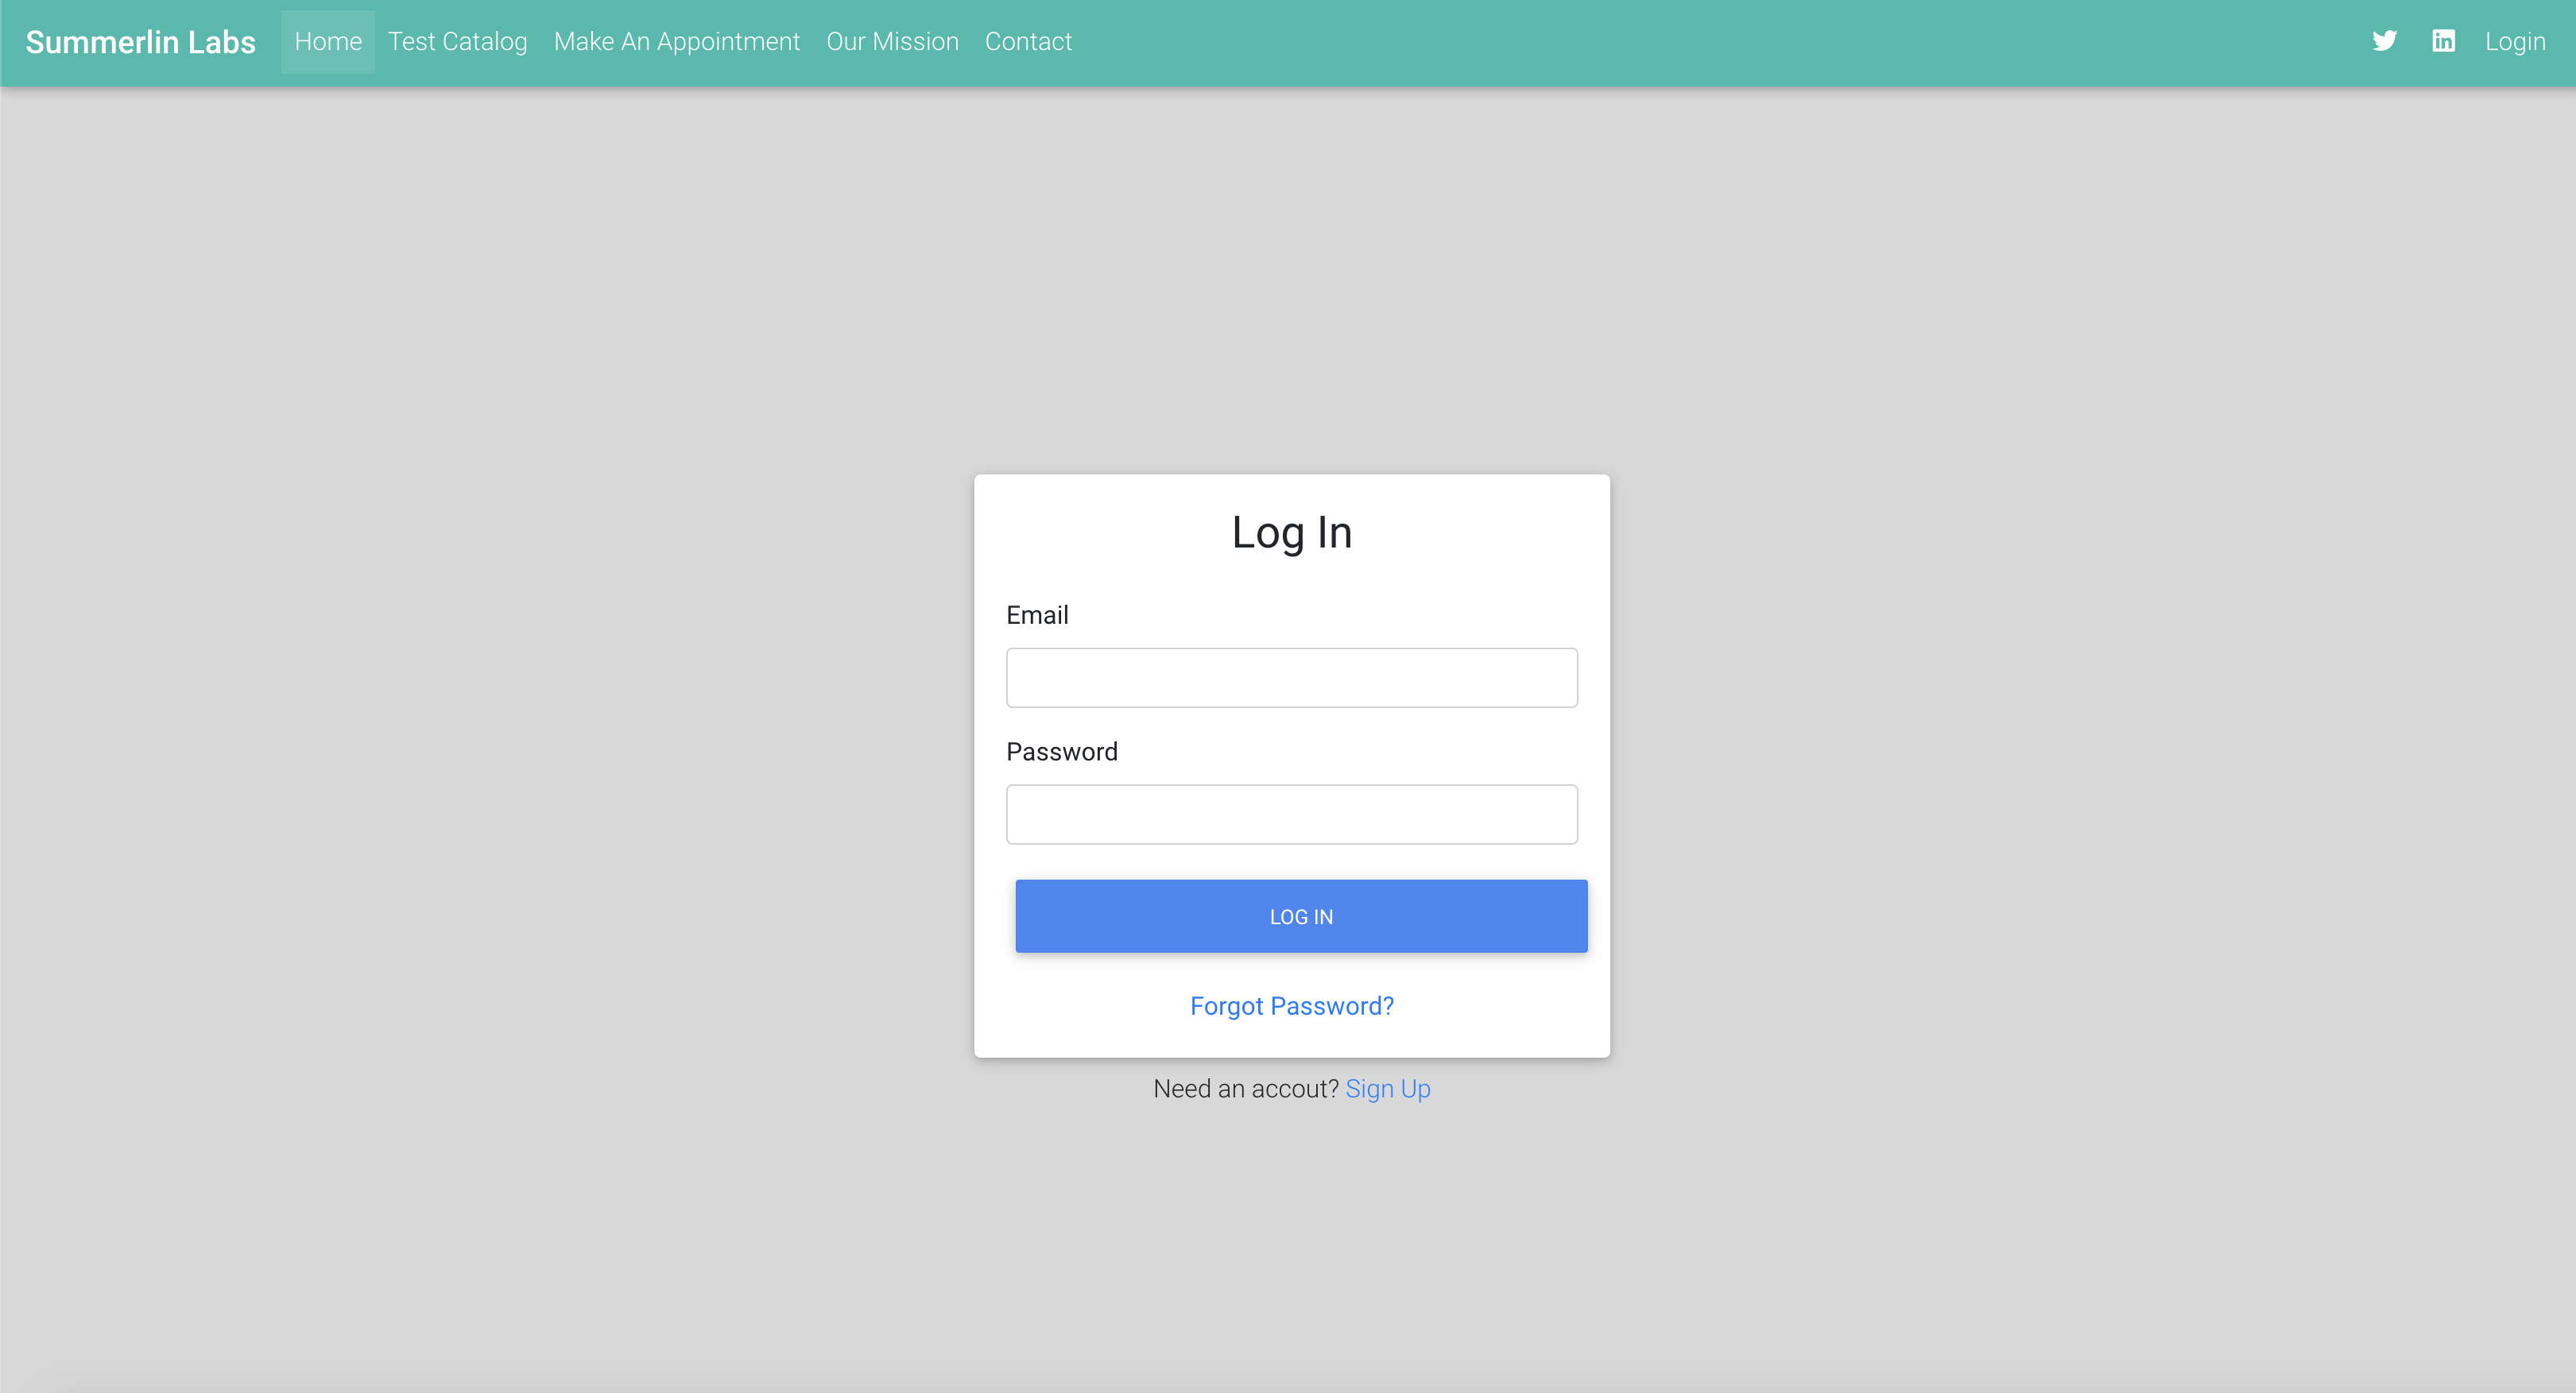 Summerlin Labs Home Test Catalog Make An Appointment Our Mission Contact Login
Log In
Email
Password
LOG IN
Forgot Password?
Need an accout? Sign Up